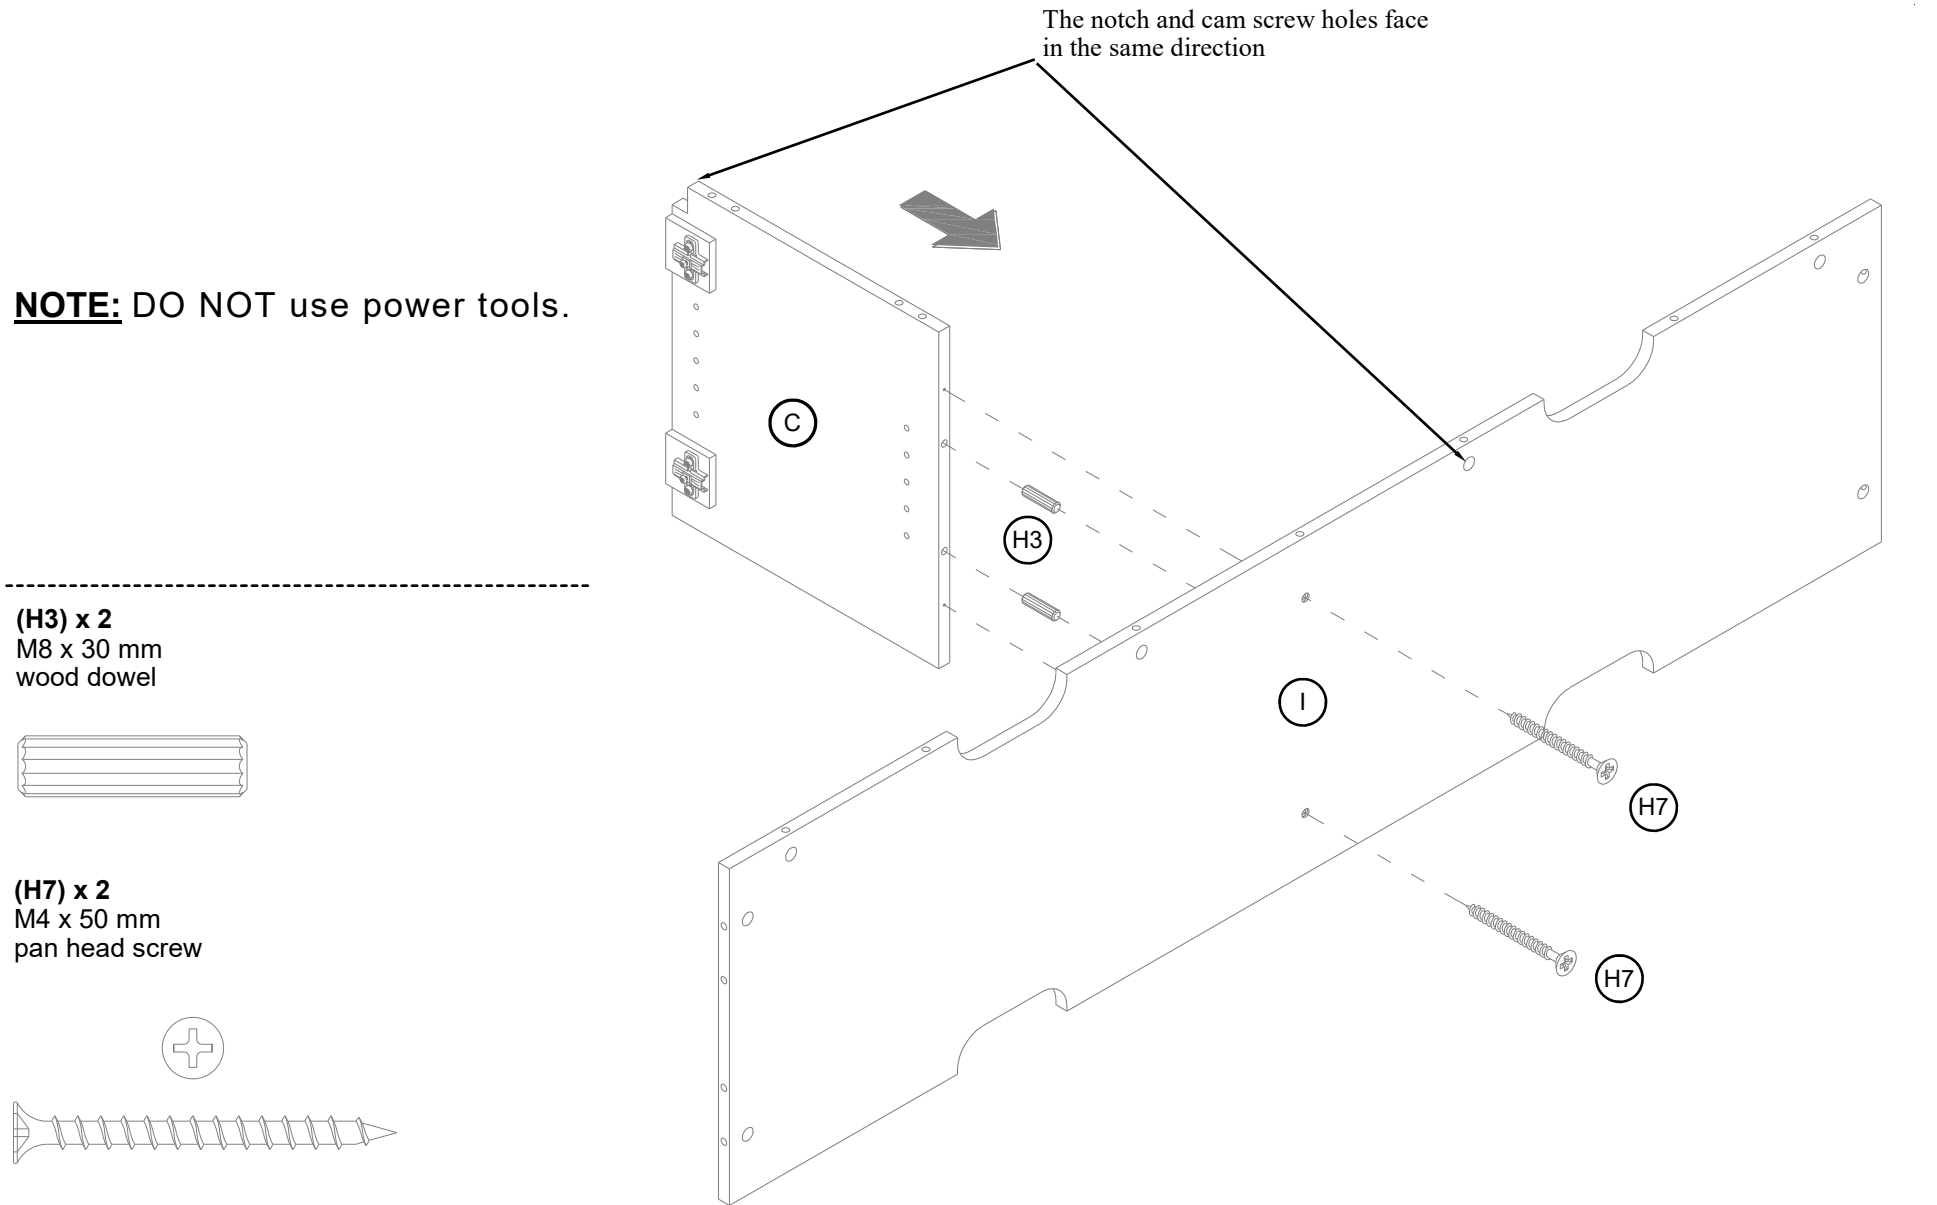 The notch and cam screw holes face
in the same direction
NOTE: DO NOT use power tools.
C
H3
(H3) x 2
M8 x 30 mm
wood dowel
I
H7
(H7) x 2
M4 x 50 mm
pan head screw
H7